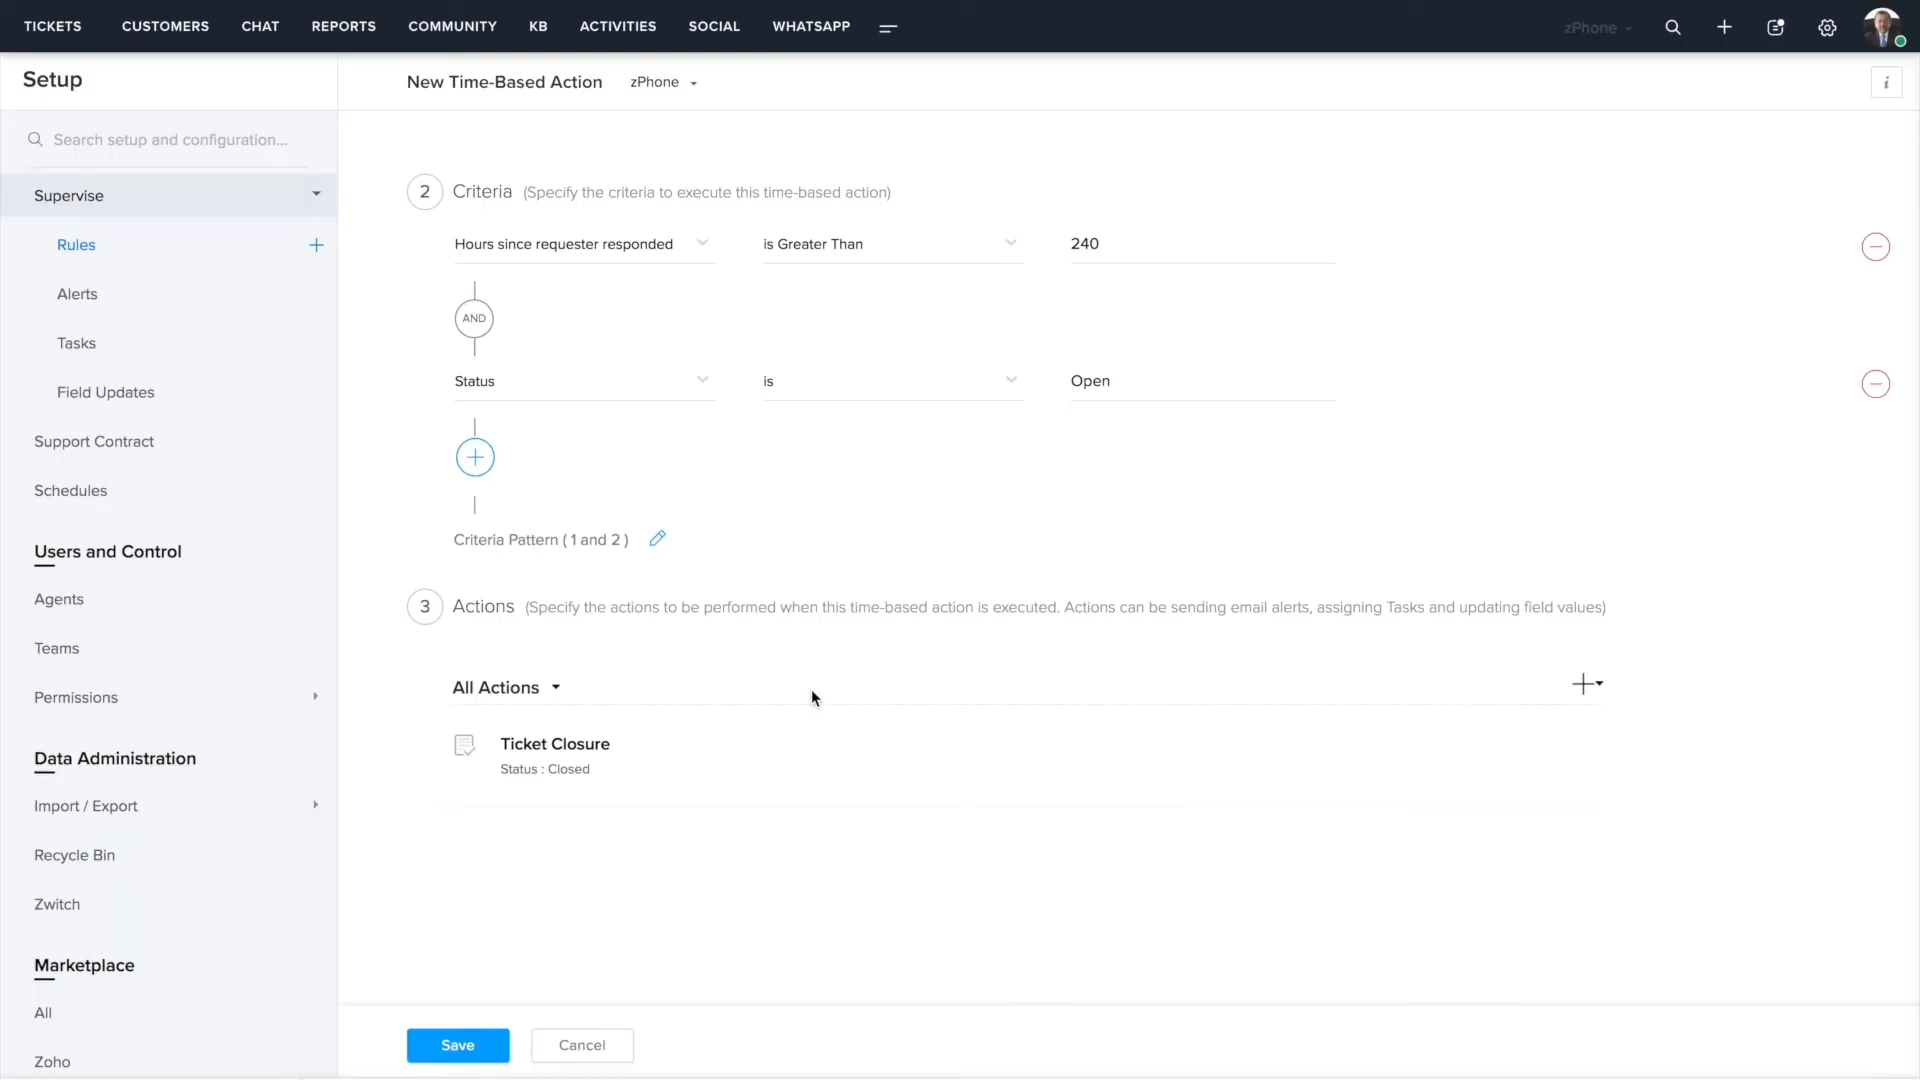 TICKETS CUSTOMERS CHAT REPORTS COMMUNITY KB ACTIVITIES SOCIAL WHATSAPP zPhone
Setup
New Time-Based Action zPhone
i
Search setup and configuration...
Supervise
Rules
Alerts
Tasks
Field Updates
Support Contract
Schedules
Users and Control
Agents
Teams
Permissions
Data Administration
Import / Export
Recycle Bin
Zwitch
Marketplace
All
Zoho
2 Criteria (Specify the criteria to execute this time-based action)
Hours since requester responded is Greater Than 240
AND
Status is Open
Criteria Pattern ( 1 and 2 )
3 Actions (Specify the actions to be performed when this time-based action is executed. Actions can be sending email alerts, assigning Tasks and updating field values)
All Actions
Ticket Closure
Status : Closed
Save Cancel